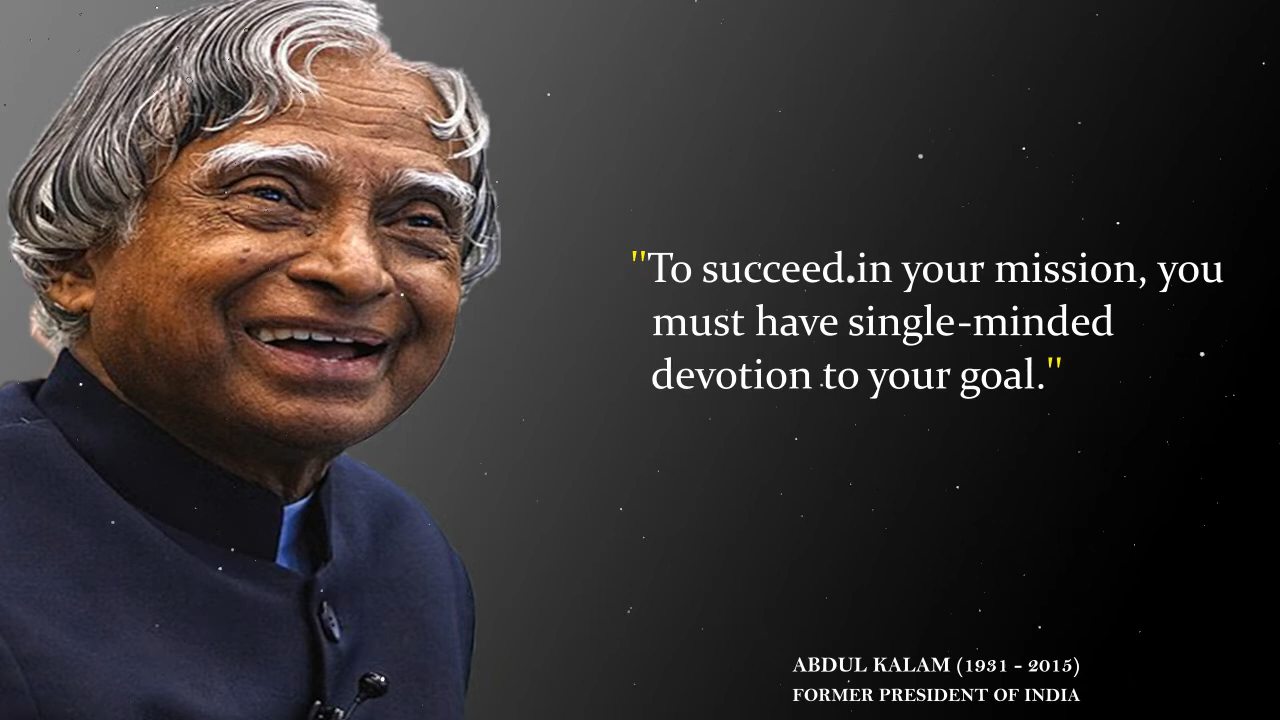 "To succeed.in your mission, you
must have single-minded
devotion to your goal."
ABDUL KALAM (1931 - 2015)
FORMER PRESIDENT OF INDIA